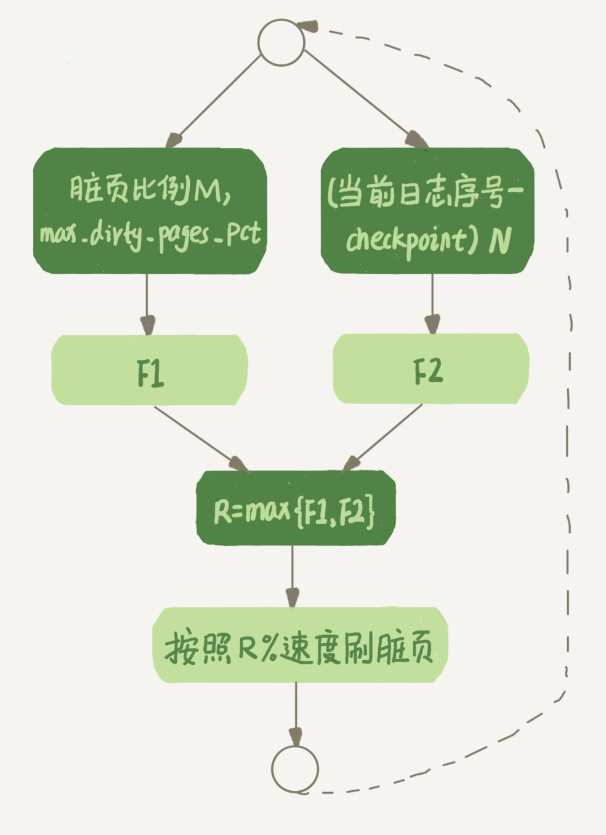 脏页比例M,
max_dirty_pages_pct
(当前日志序号-
checkpoint) N
F1
F2
R=max{F1,F2}
按照R%速度刷脏页